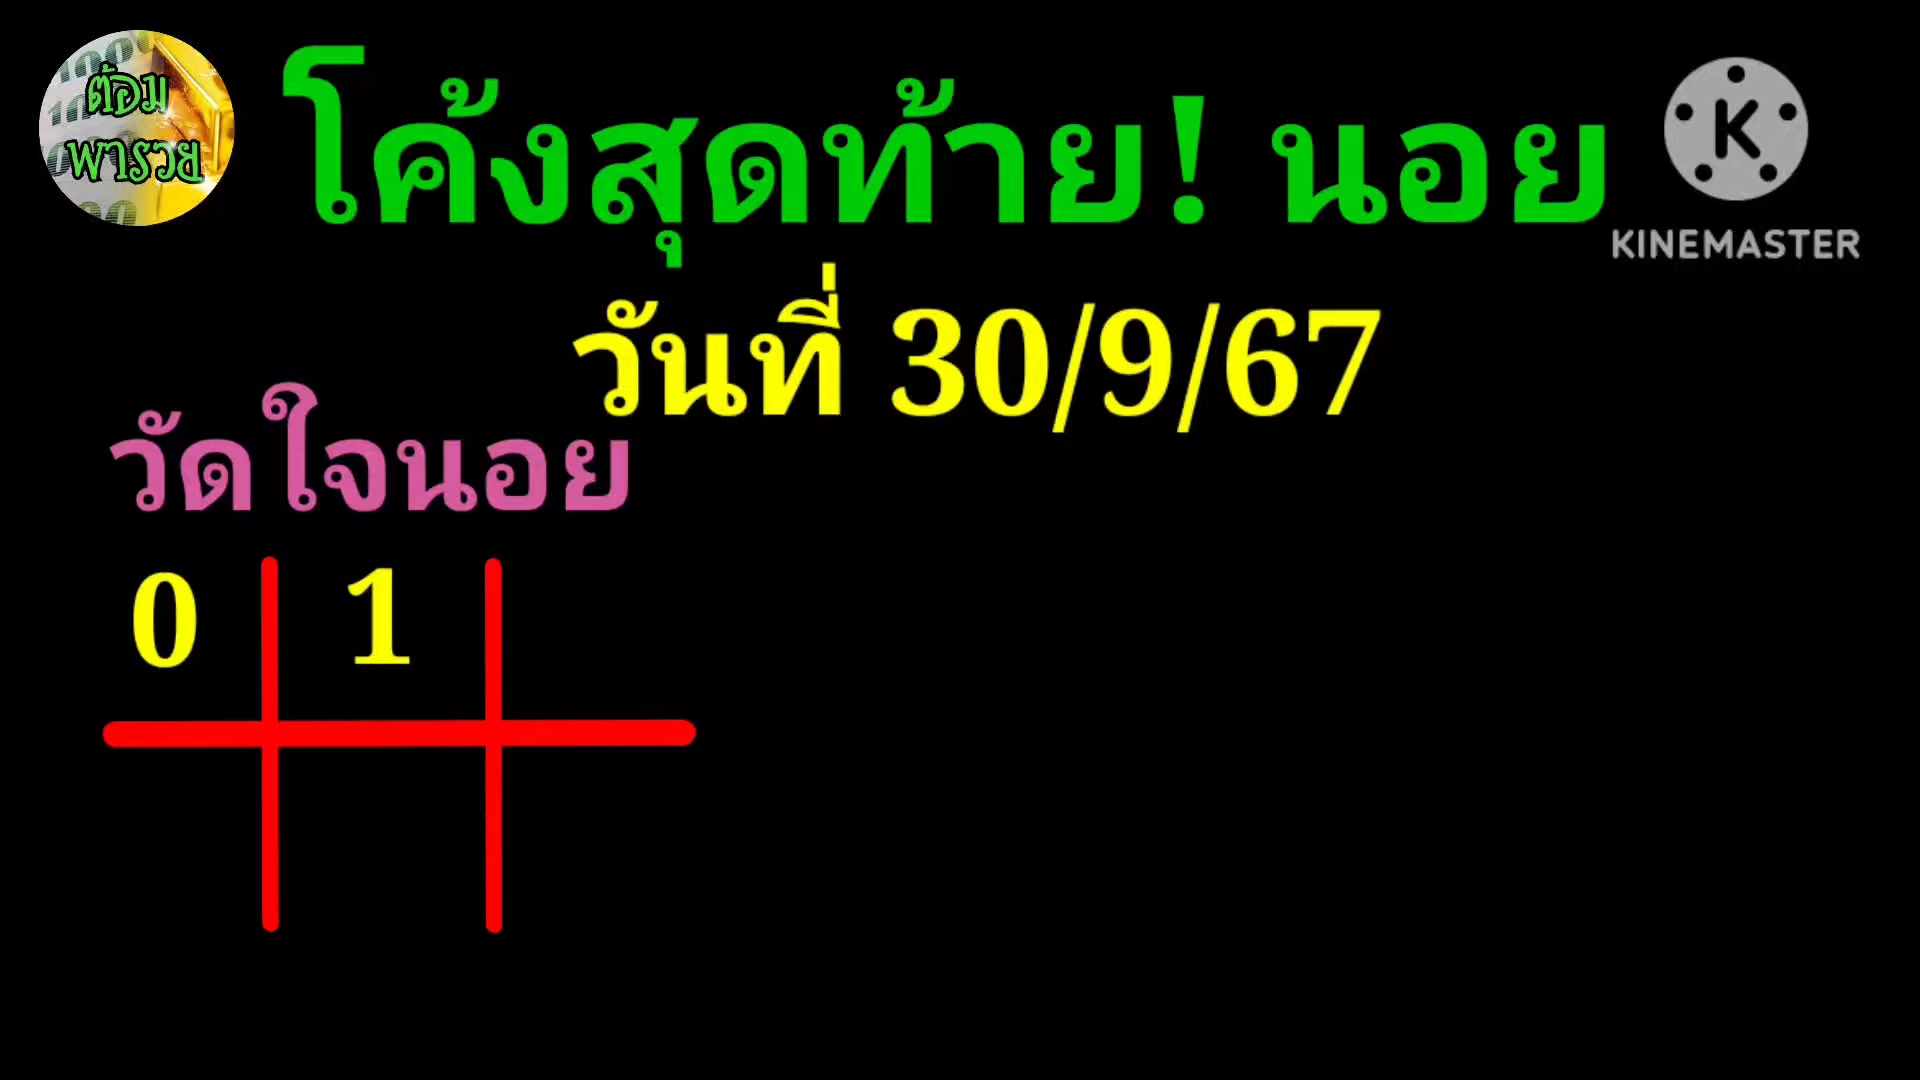 ต้อม
พารวย
โค้งสุดท้าย! นอย
KINEMASTER
วันที่ 30/9/67
วัดใจนอย
0 1